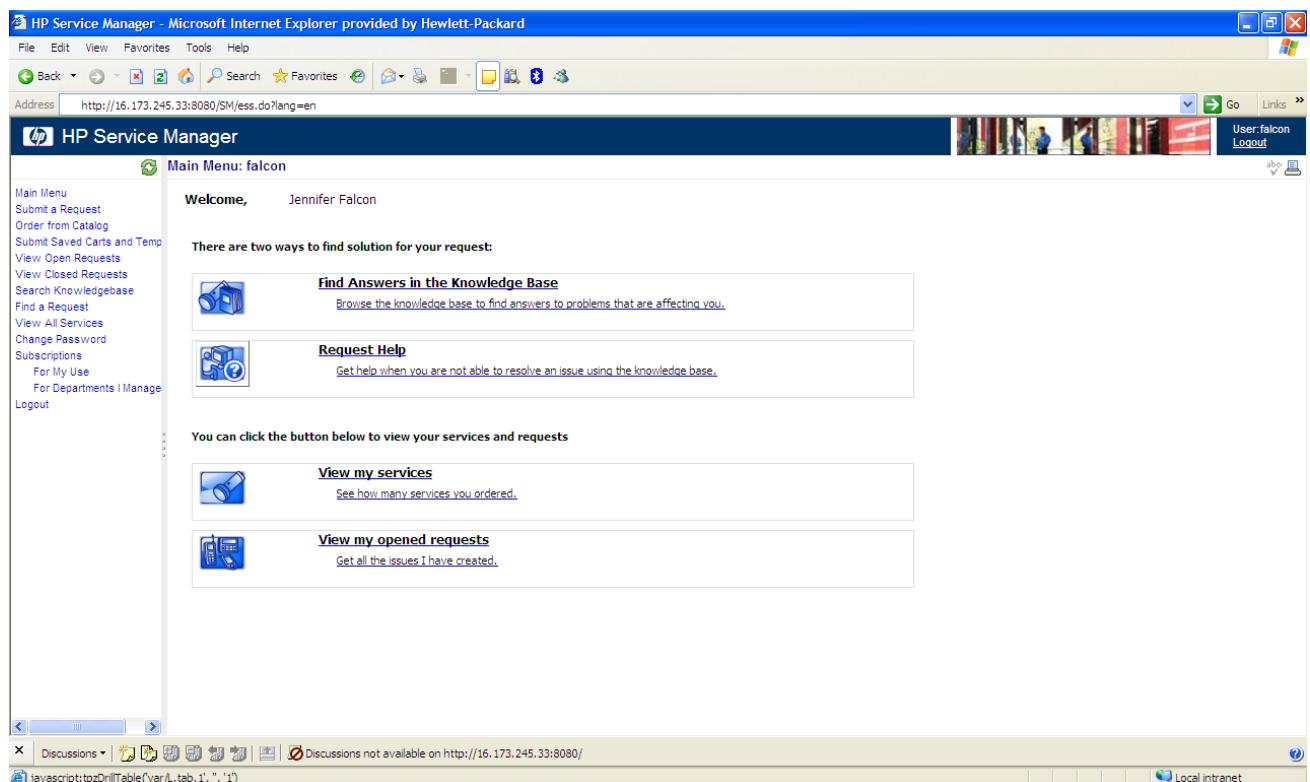 HP Service Manager - Microsoft Internet Explorer provided by Hewlett-Packard
File Edit View Favorites Tools Help
Back Search Favorites
Address http://16.173.245.33:8080/SM/ess.do?lang=en Go Links »
hp HP Service Manager
User:falcon
Logout
Main Menu: falcon
abc
Main Menu
Submit a Request
Order from Catalog
Submit Saved Carts and Temp
View Open Requests
View Closed Requests
Search Knowledgebase
Find a Request
View All Services
Change Password
Subscriptions
For My Use
For Departments I Manage
Logout
Welcome, Jennifer Falcon
There are two ways to find solution for your request:
Find Answers in the Knowledge Base
Browse the knowledge base to find answers to problems that are affecting you.
Request Help
Get help when you are not able to resolve an issue using the knowledge base.
You can click the button below to view your services and requests
View my services
See how many services you ordered.
View my opened requests
Get all the issues I have created.
Discussions Discussions not available on http://16.173.245.33:8080/
javascript:tpzDrillTable('var/L.tab.1', '', '1') Local intranet